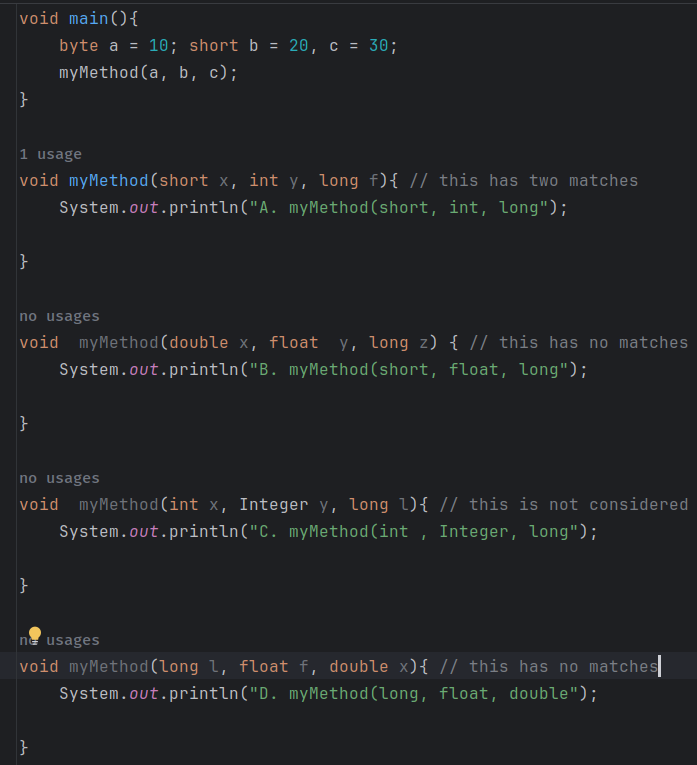 void main(){
    byte a = 10; short b = 20, c = 30;
    myMethod(a, b, c);
}
1 usage
void myMethod(short x, int y, long f){ // this has two matches
    System.out.println("A. myMethod(short, int, long");
}
no usages
void  myMethod(double x, float  y, long z) { // this has no matches
    System.out.println("B. myMethod(short, float, long");
}
no usages
void  myMethod(int x, Integer y, long l){ // this is not considered
    System.out.println("C. myMethod(int , Integer, long");
}
no usages
void myMethod(long l, float f, double x){ // this has no matches
    System.out.println("D. myMethod(long, float, double");
}